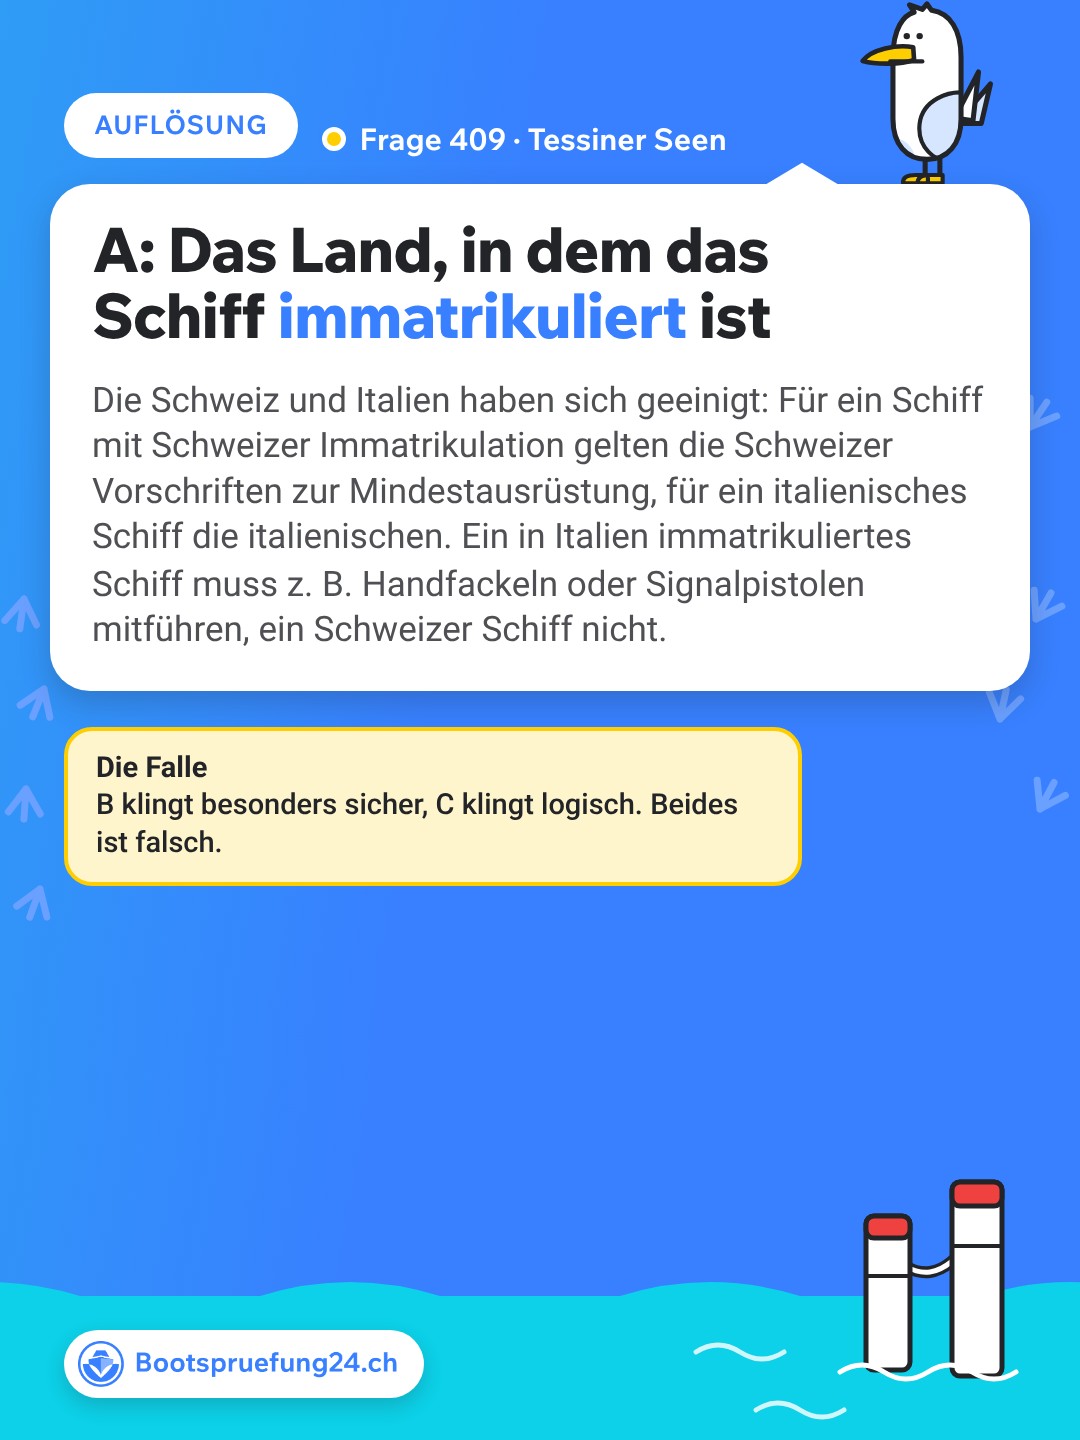 AUFLÖSUNG
Frage 409 · Tessiner Seen
A: Das Land, in dem das
Schiff immatrikuliert ist
Die Schweiz und Italien haben sich geeinigt: Für ein Schiff
mit Schweizer Immatrikulation gelten die Schweizer
Vorschriften zur Mindestausrüstung, für ein italienisches
Schiff die italienischen. Ein in Italien immatrikuliertes
Schiff muss z. B. Handfackeln oder Signalpistolen
mitführen, ein Schweizer Schiff nicht.
Die Falle
B klingt besonders sicher, C klingt logisch. Beides
ist falsch.
Bootspruefung24.ch